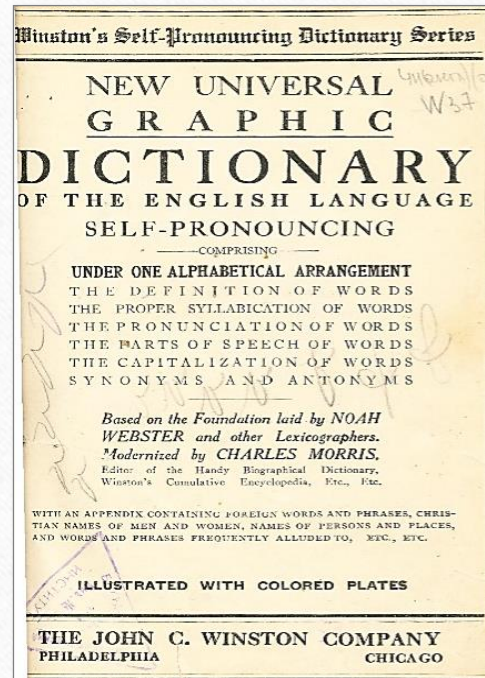 Winston's Self-Pronouncing Dictionary Series
W37
NEW UNIVERSAL
GRAPHIC
DICTIONARY
OF THE ENGLISH LANGUAGE
SELF-PRONOUNCING
COMPRISING
UNDER ONE ALPHABETICAL ARRANGEMENT
THE DEFINITION OF WORDS
THE PROPER SYLLABICATION OF WORDS
THE PRONUNCIATION OF WORDS
THE PARTS OF SPEECH OF WORDS
THE CAPITALIZATION OF WORDS
SYNONYMS AND ANTONYMS
Based on the Foundation laid by NOAH
WEBSTER and other Lexicographers.
Modernized by CHARLES MORRIS,
Editor of the Handy Biographical Dictionary,
Winston's Cumulative Encyclopedia, Etc., Etc.
WITH AN APPENDIX CONTAINING FOREIGN WORDS AND PHRASES, CHRIS-
TIAN NAMES OF MEN AND WOMEN, NAMES OF PERSONS AND PLACES,
AND WORDS AND PHRASES FREQUENTLY ALLUDED TO, ETC., ETC.
ILLUSTRATED WITH COLORED PLATES
THE JOHN C. WINSTON COMPANY
PHILADELPHIA CHICAGO